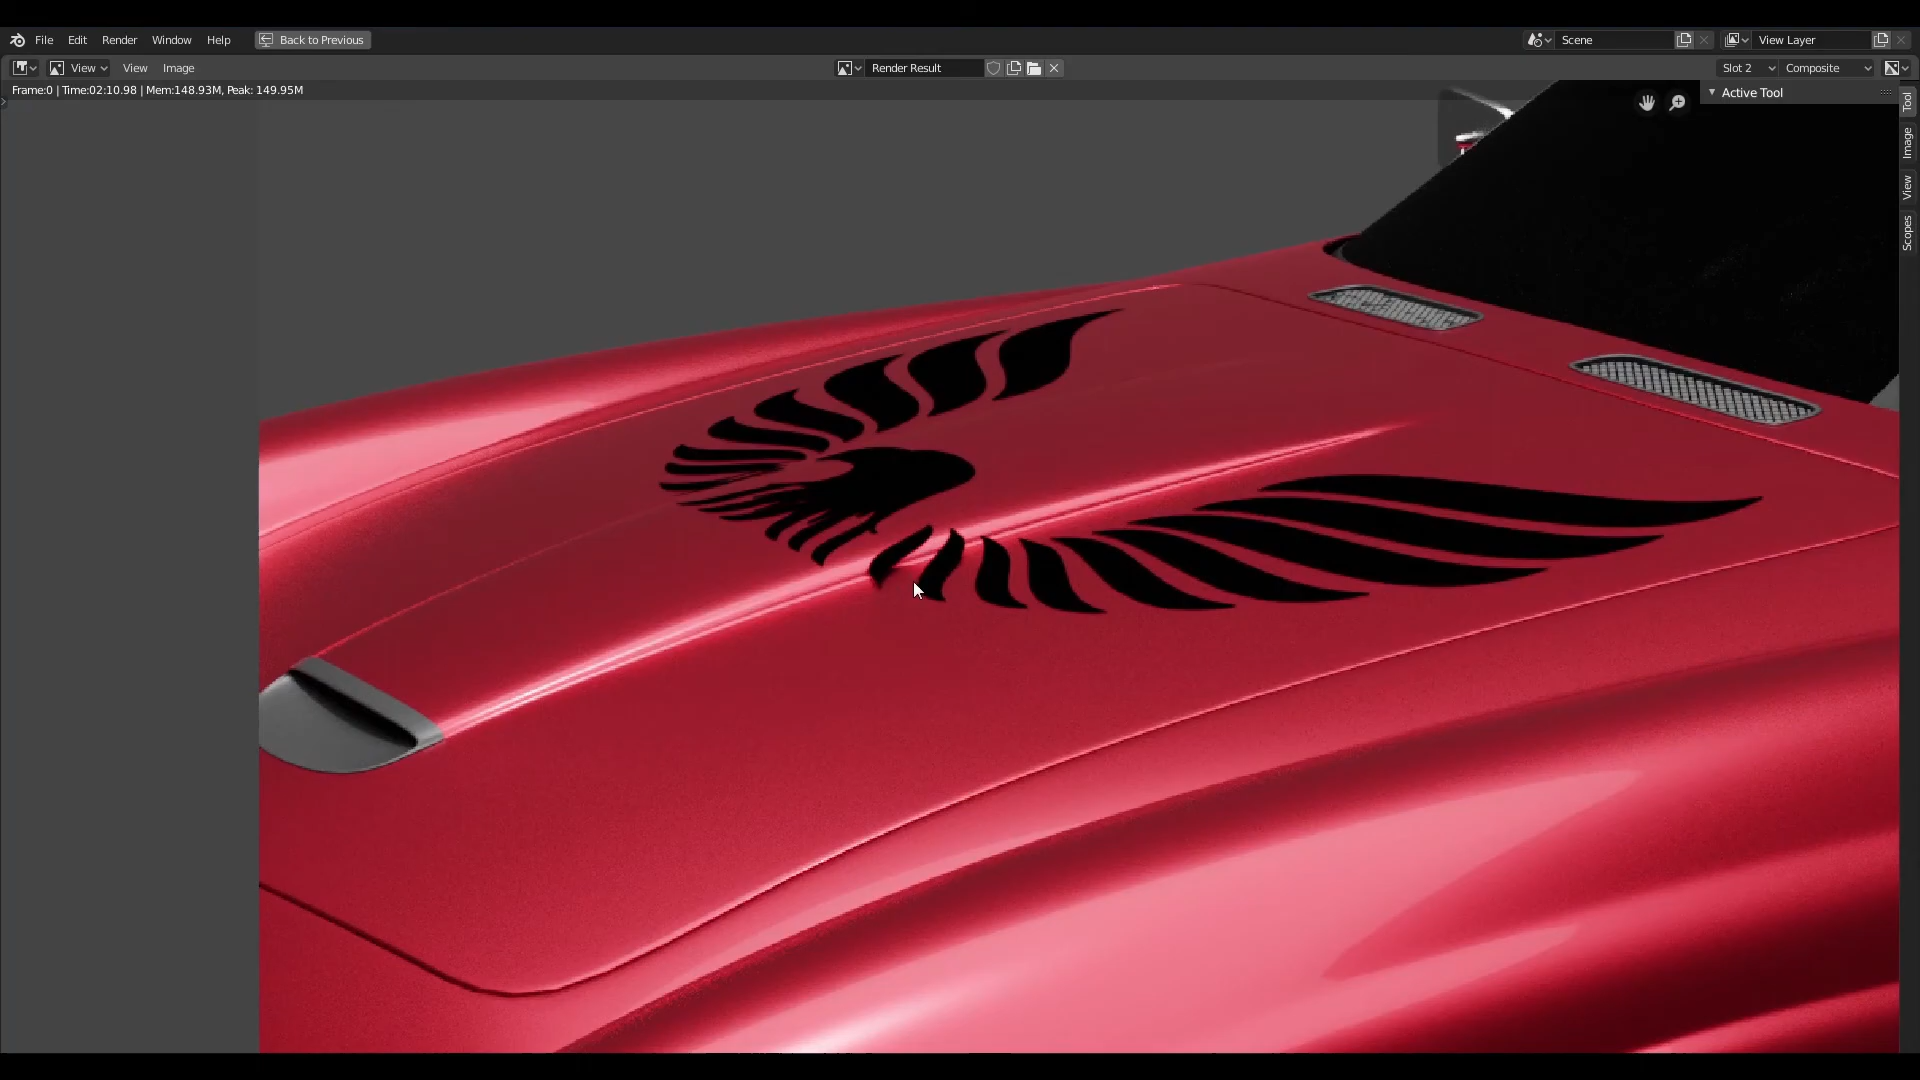 File Edit Render Window Help Back to Previous Scene View Layer
View View Image Render Result Slot 2 Composite
Frame:0 | Time:02:10.98 | Mem:148.93M, Peak: 149.95M
Active Tool
Tool
Image
View
Scopes